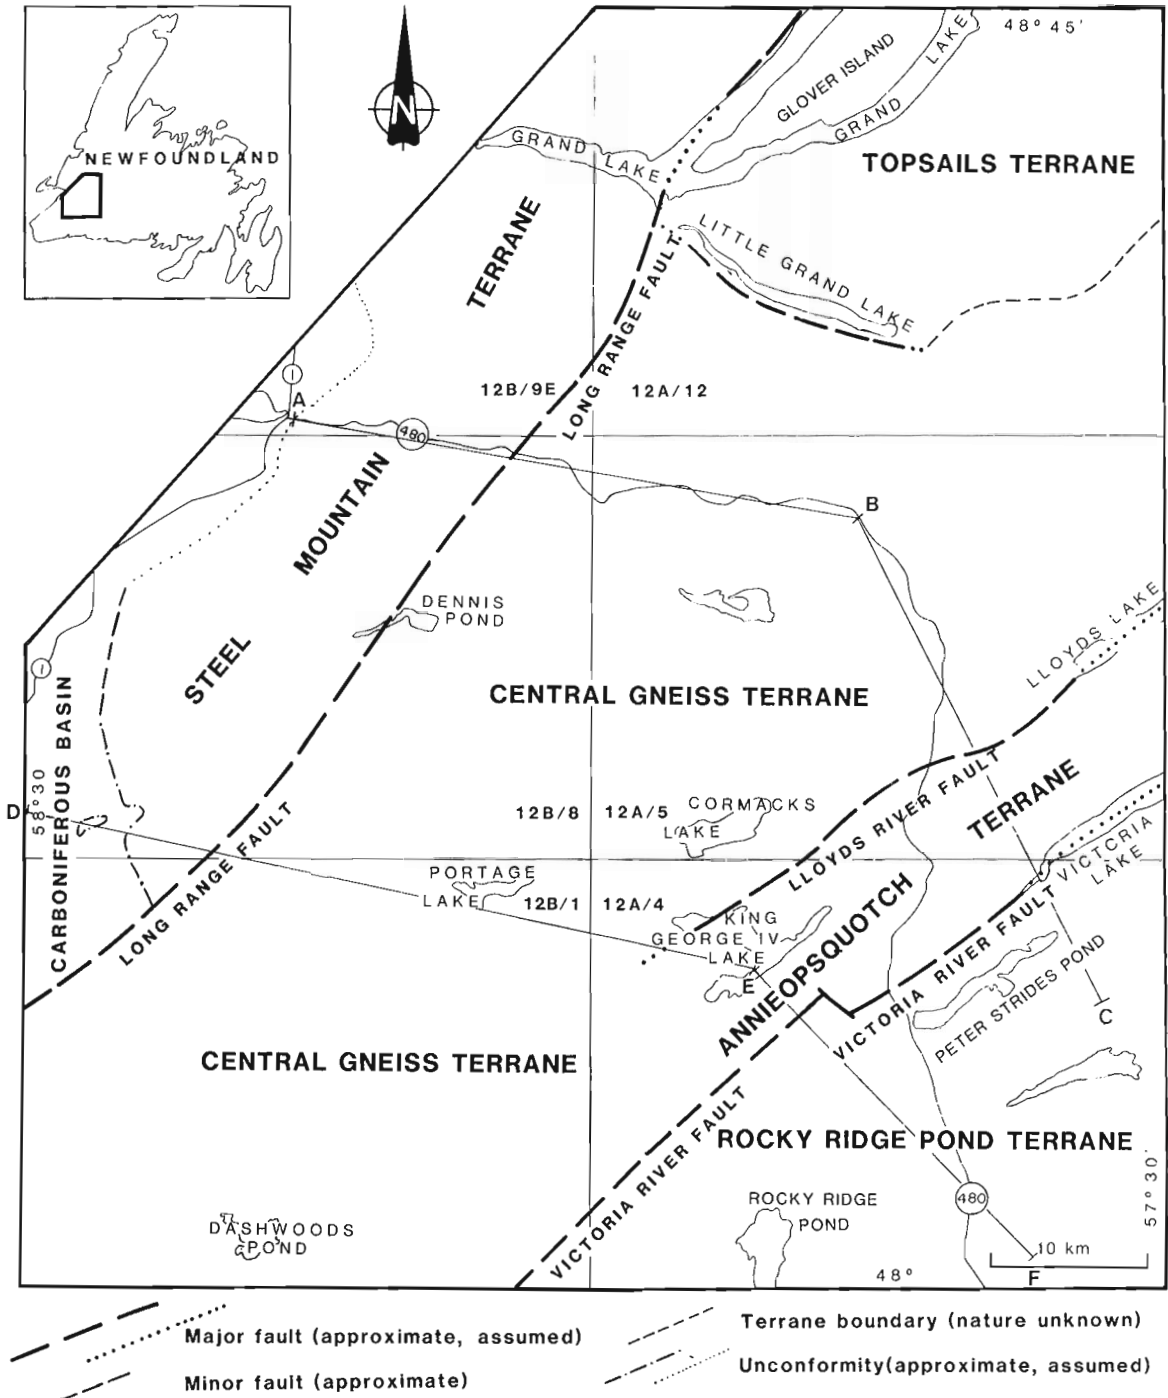 48° 45'
NEWFOUNDLAND
N
GLOVER ISLAND
GRAND LAKE
GRAND LAKE
TOPSAILS TERRANE
LITTLE GRAND LAKE
STEEL MOUNTAIN TERRANE
LONG RANGE FAULT
12B/9E
12A/12
1
A
480
B
DENNIS
POND
LLOYDS LAKE
CENTRAL GNEISS TERRANE
1
CARBONIFEROUS BASIN
58°30
D
12B/8
12A/5
CORMACKS
LAKE
LLOYDS RIVER FAULT
ANNIEOPSQUOTCH TERRANE
VICTORIA
LAKE
LONG RANGE FAULT
PORTAGE
LAKE
12B/1
12A/4
KING
GEORGE IV
LAKE
E
VICTORIA RIVER FAULT
PETER STRIDES POND
C
CENTRAL GNEISS TERRANE
VICTORIA RIVER FAULT
ROCKY RIDGE POND TERRANE
57°30'
480
ROCKY RIDGE
POND
DASHWOODS
POND
10 km
48°
F
Major fault (approximate, assumed)
Minor fault (approximate)
Terrane boundary (nature unknown)
Unconformity(approximate, assumed)